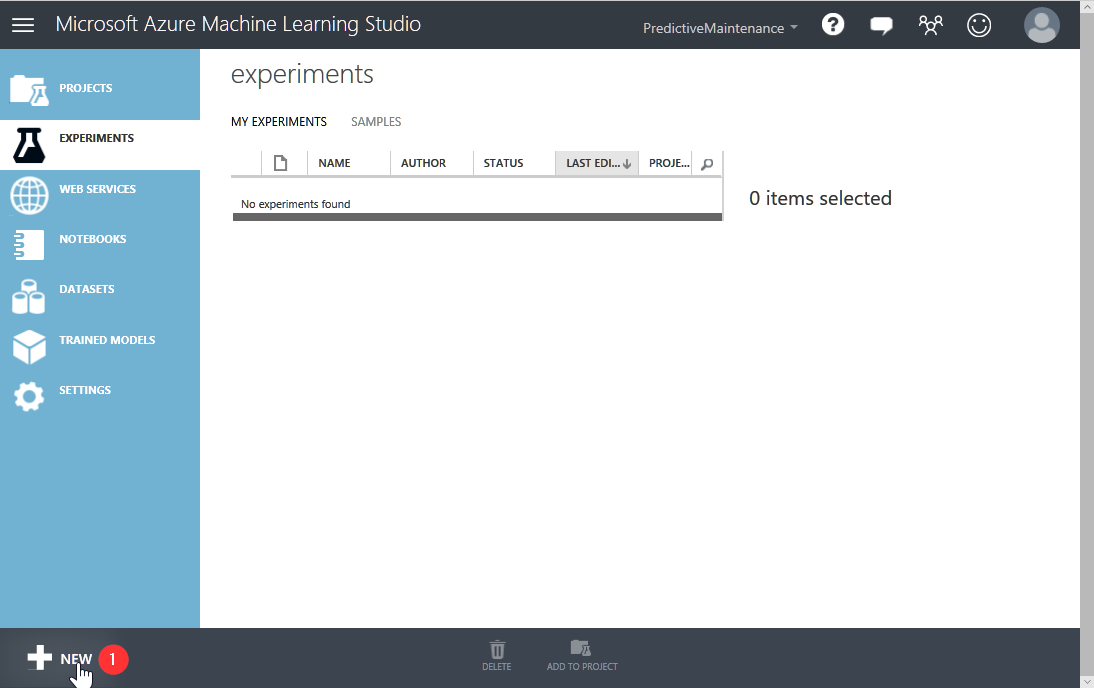 Microsoft Azure Machine Learning Studio
PredictiveMaintenance
?
PROJECTS
EXPERIMENTS
WEB SERVICES
NOTEBOOKS
DATASETS
TRAINED MODELS
SETTINGS
experiments
MY EXPERIMENTS SAMPLES
NAME AUTHOR STATUS LAST EDI... PROJE...
No experiments found
0 items selected
NEW 1
DELETE
ADD TO PROJECT